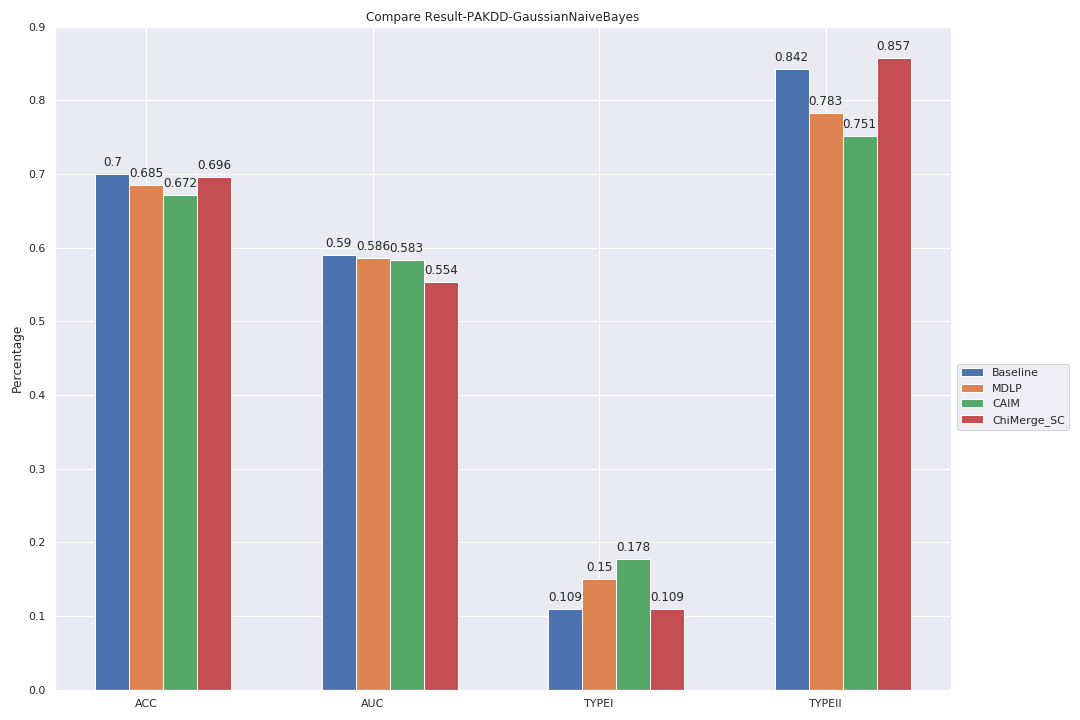 Compare Result-PAKDD-GaussianNaiveBayes
Percentage
0.9
0.8
0.7
0.6
0.5
0.4
0.3
0.2
0.1
0.0
0.7
0.685
0.672
0.696
0.59
0.586
0.583
0.554
0.109
0.15
0.178
0.109
0.842
0.783
0.751
0.857
ACC
AUC
TYPEI
TYPEII
Baseline
MDLP
CAIM
ChiMerge_SC